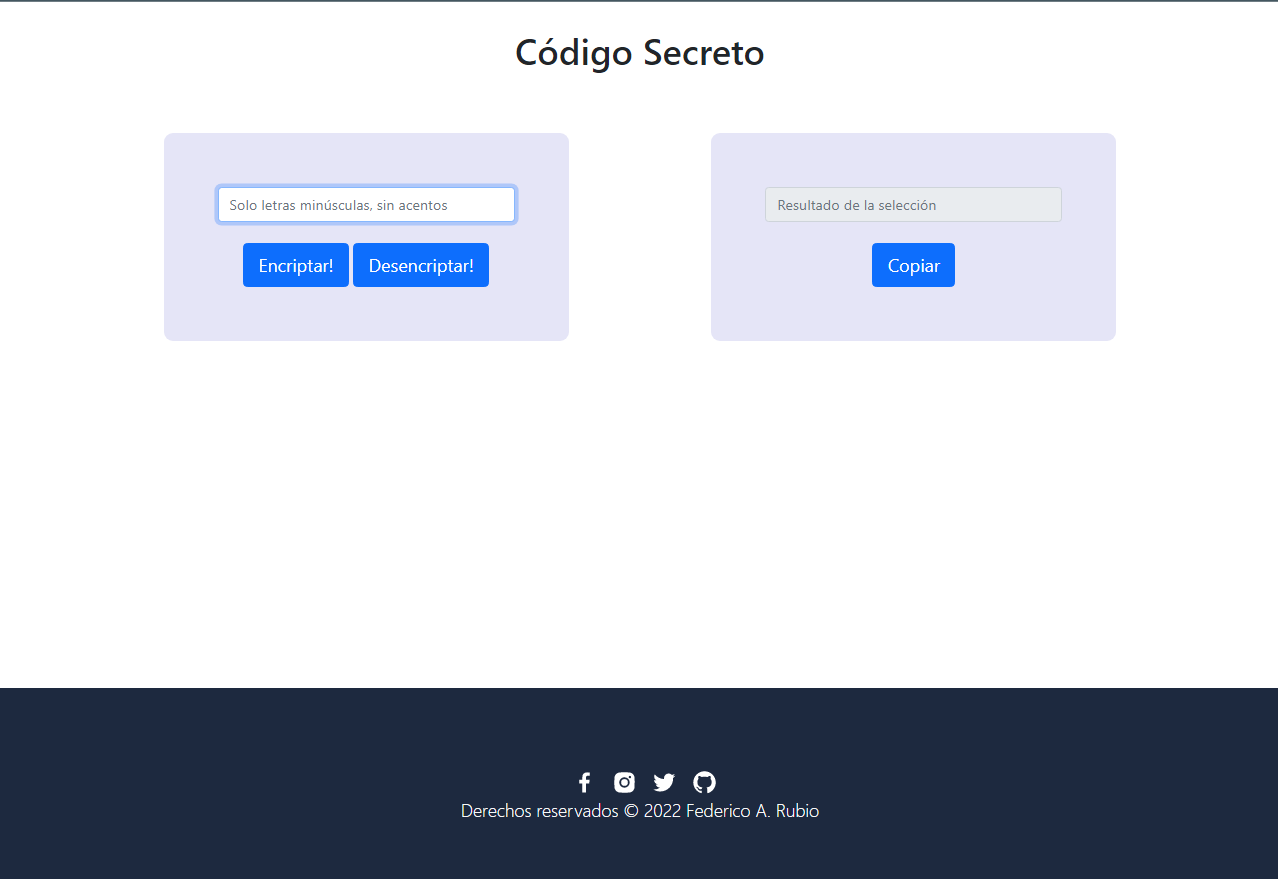 Código Secreto
Solo letras minúsculas, sin acentos
Encriptar! Desencriptar!
Resultado de la selección
Copiar
Derechos reservados © 2022 Federico A. Rubio